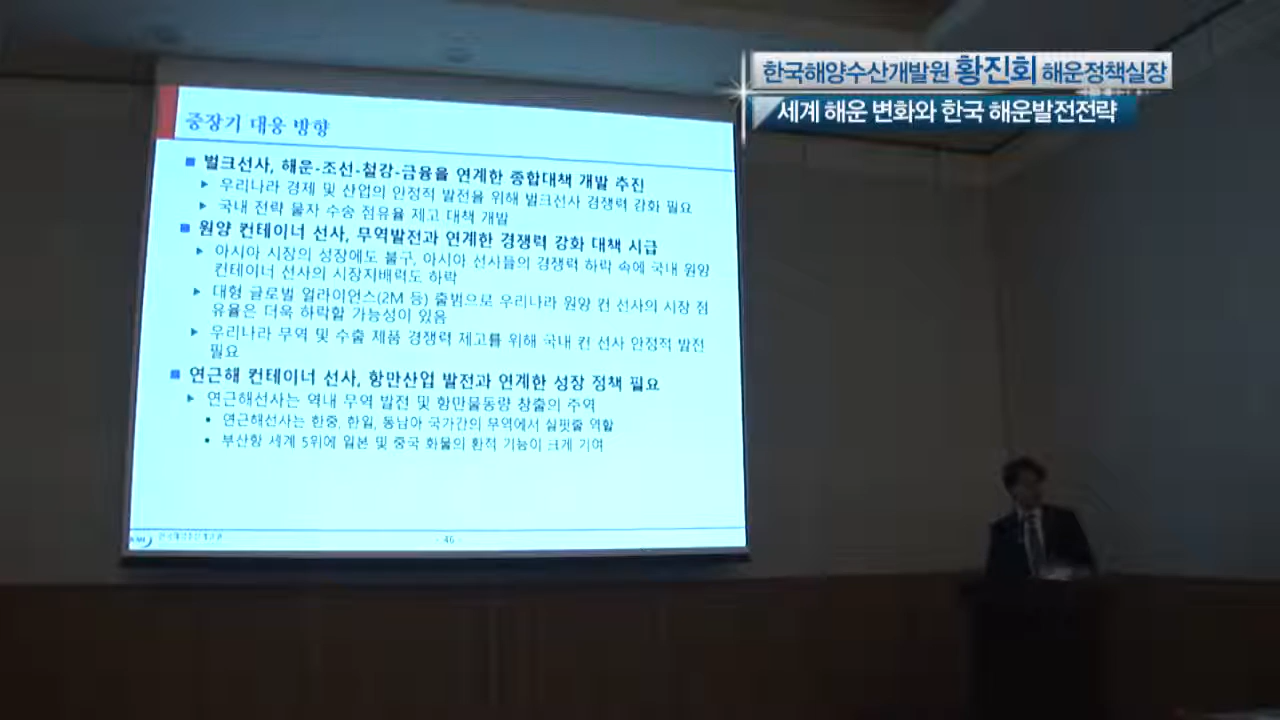 한국해양수산개발원 황진회 해운정책실장
세계 해운 변화와 한국 해운발전전략
중장기 대응 방향
벌크선사, 해운-조선-철강-금융을 연계한 종합대책 개발 추진
우리나라 경제 및 산업의 안정적 발전을 위해 벌크선사 경쟁력 강화 필요
국내 전략 물자 수송 점유율 제고 대책 개발
원양 컨테이너 선사, 무역발전과 연계한 경쟁력 강화 대책 시급
아시아 시장의 성장에도 불구, 아시아 선사들의 경쟁력 하락 속에 국내 원양
컨테이너 선사의 시장지배력도 하락
대형 글로벌 얼라이언스(2M 등) 출범으로 우리나라 원양 컨 선사의 시장 점
유율은 더욱 하락할 가능성이 있음
우리나라 무역 및 수출 제품 경쟁력 제고를 위해 국내 컨 선사 안정적 발전
필요
연근해 컨테이너 선사, 항만산업 발전과 연계한 성장 정책 필요
연근해선사는 역내 무역 발전 및 항만물동량 창출의 주역
연근해선사는 한중, 한일, 동남아 국가간의 무역에서 실핏줄 역할
부산항 세계 5위에 일본 및 중국 화물의 환적 기능이 크게 기여
한국해양수산개발원
- 46 -